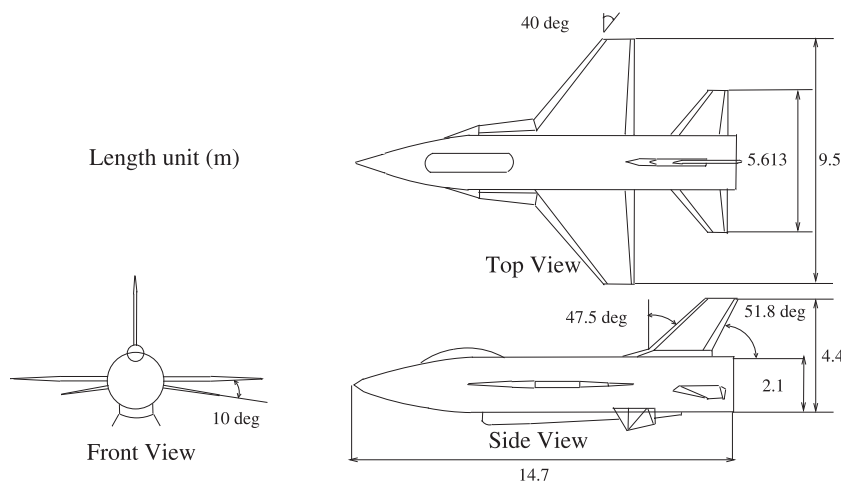 40 deg
Length unit (m)
5.613
9.5
Top View
47.5 deg
51.8 deg
4.4
2.1
10 deg
Side View
Front View
14.7